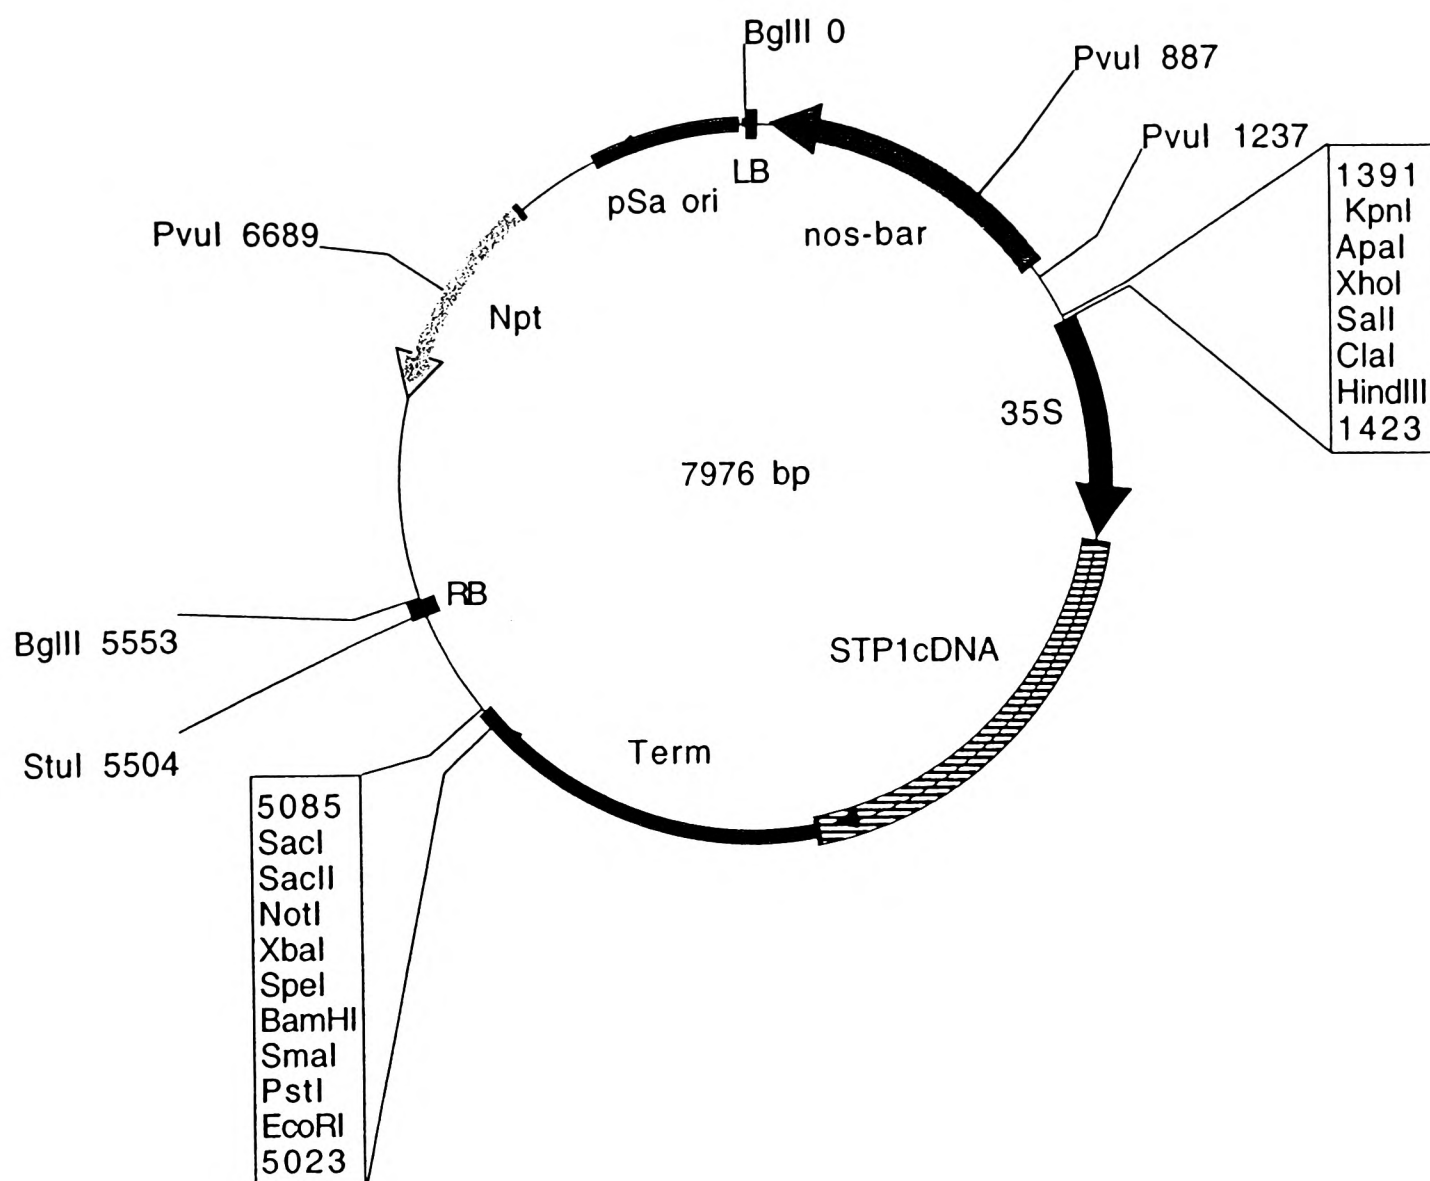 BglII 0
PvuI 887
PvuI 1237
LB
pSa ori
nos-bar
1391
KpnI
ApaI
XhoI
SalI
ClaI
HindIII
1423
PvuI 6689
Npt
35S
7976 bp
RB
BglII 5553
STP1cDNA
StuI 5504
Term
5085
SacI
SacII
NotI
XbaI
SpeI
BamHI
SmaI
PstI
EcoRI
5023